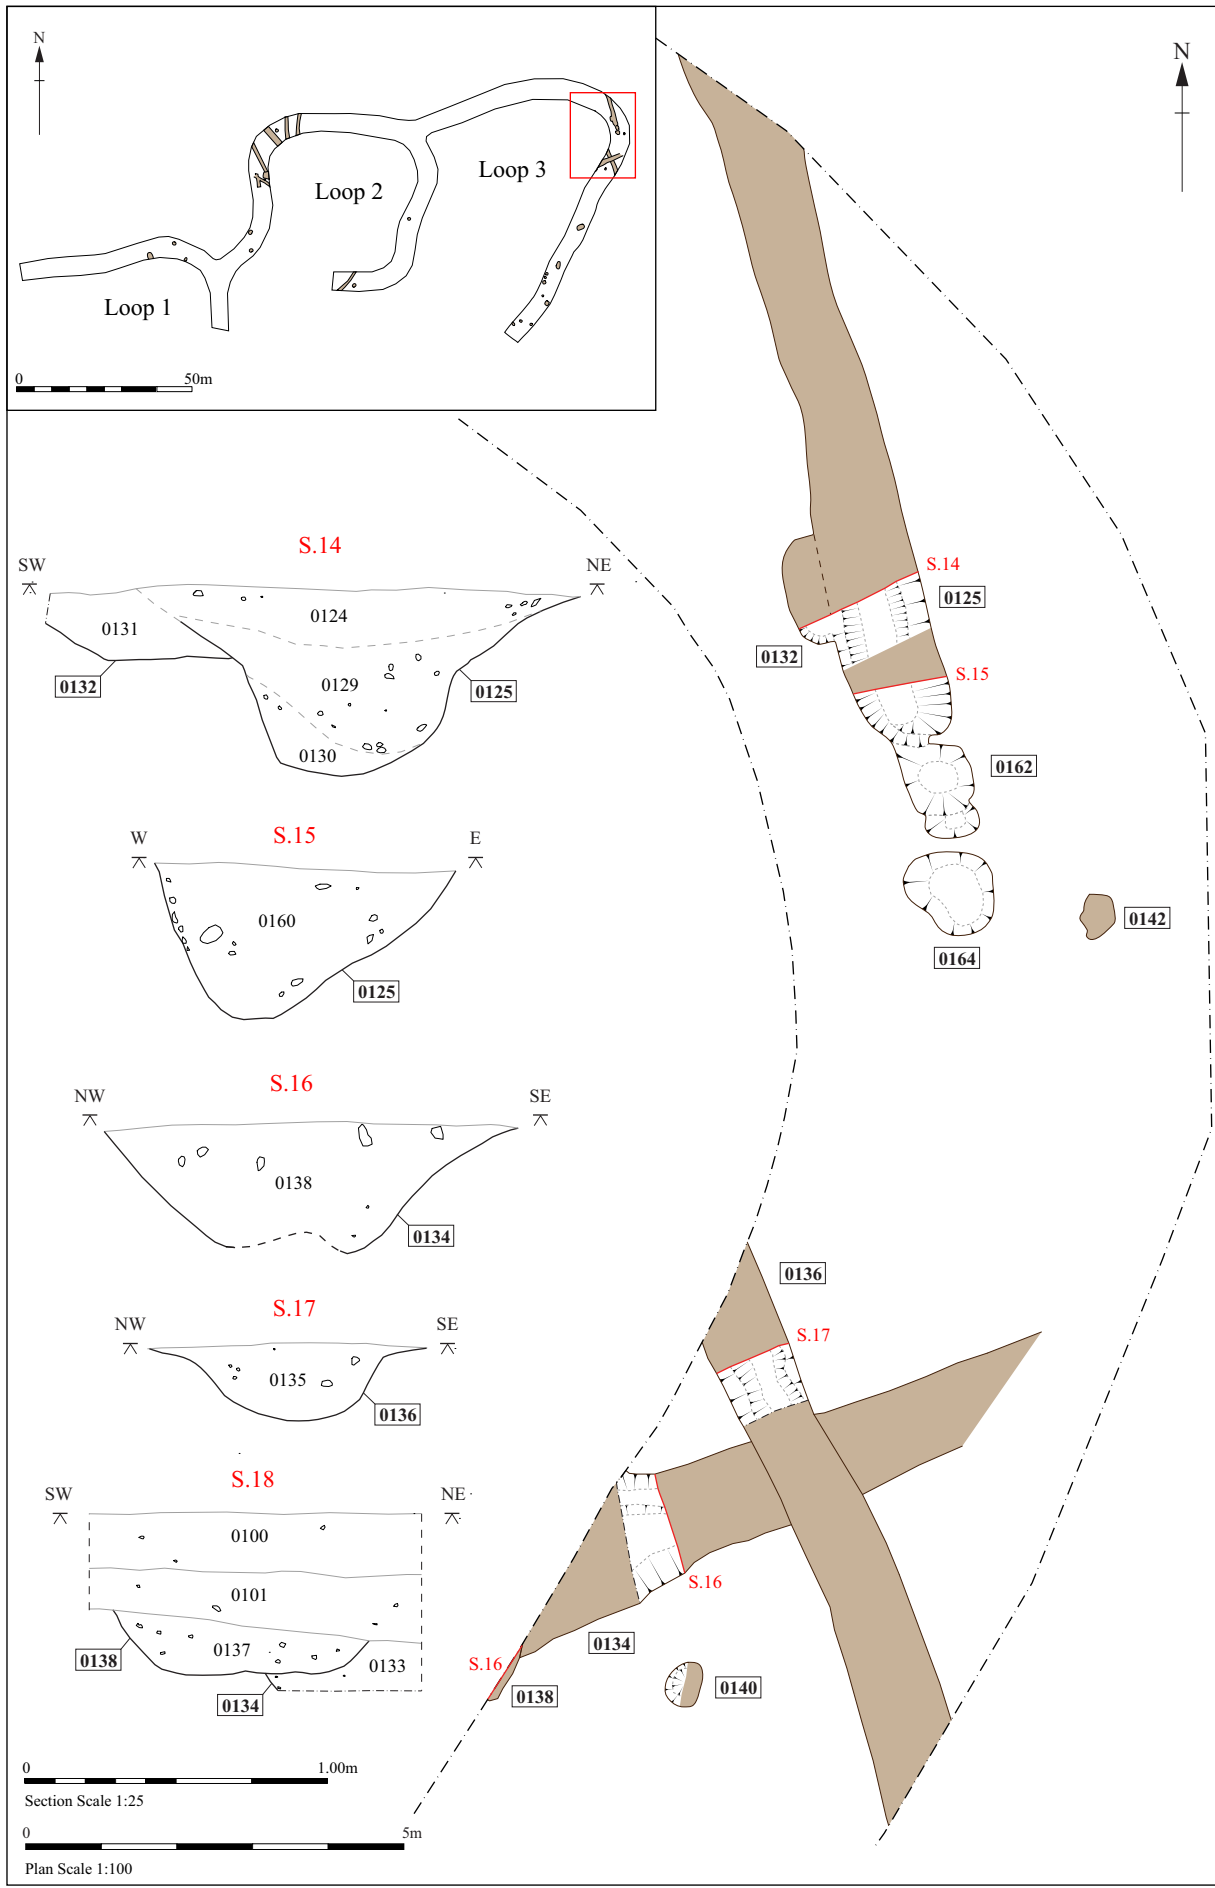 N
Loop 1
Loop 2
Loop 3
0 50m
N
S.14
SW NE
0124
0131
0129
0132
0125
0130
S.15
W E
0160
0125
S.16
NW SE
0138
0134
S.17
NW SE
0135
0136
S.18
SW NE
0100
0101
0137
0133
0138
0134
0 1.00m
Section Scale 1:25
0 5m
Plan Scale 1:100
S.14
0125
0132
S.15
0162
0142
0164
0136
S.17
S.16
0134
S.16
0138
0140